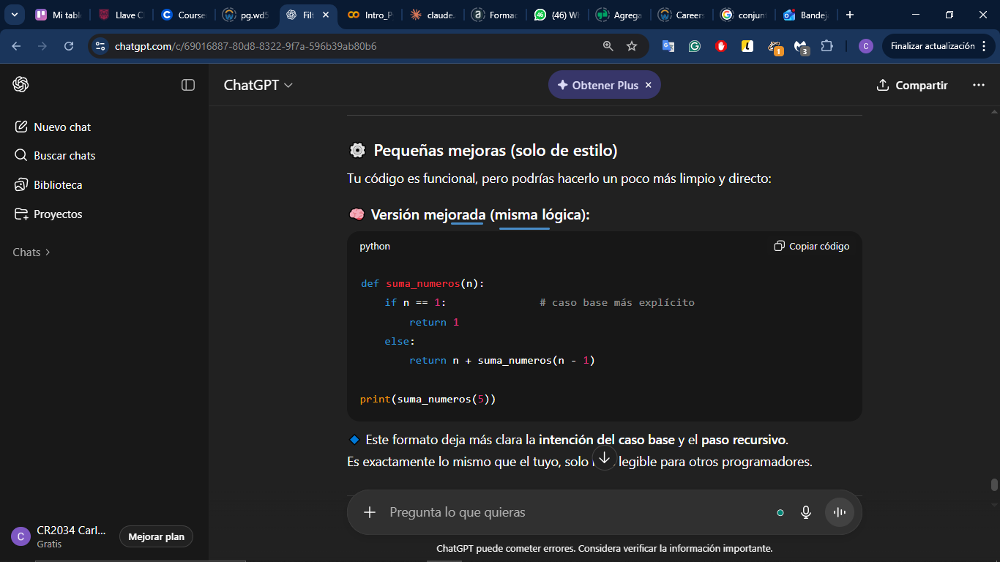 Mi tabl
Llave Cl
Course
pg.wd5
Filt
Intro_P
claude.
Formac
(46) Wh
Agrega
Careers
conjun
Bandeja
chatgpt.com/c/69016887-80d8-8322-9f7a-596b39ab80b6
1
3
C
Finalizar actualización
ChatGPT
Obtener Plus
Compartir
Nuevo chat
Buscar chats
Biblioteca
Proyectos
Chats
Pequeñas mejoras (solo de estilo)
Tu código es funcional, pero podrías hacerlo un poco más limpio y directo:
Versión mejorada (misma lógica):
python
Copiar código
def suma_numeros(n):
if n == 1: # caso base más explícito
return 1
else:
return n + suma_numeros(n - 1)
print(suma_numeros(5))
Este formato deja más clara la intención del caso base y el paso recursivo.
Es exactamente lo mismo que el tuyo, solo legible para otros programadores.
Pregunta lo que quieras
C
CR2034 Carl...
Gratis
Mejorar plan
ChatGPT puede cometer errores. Considera verificar la información importante.